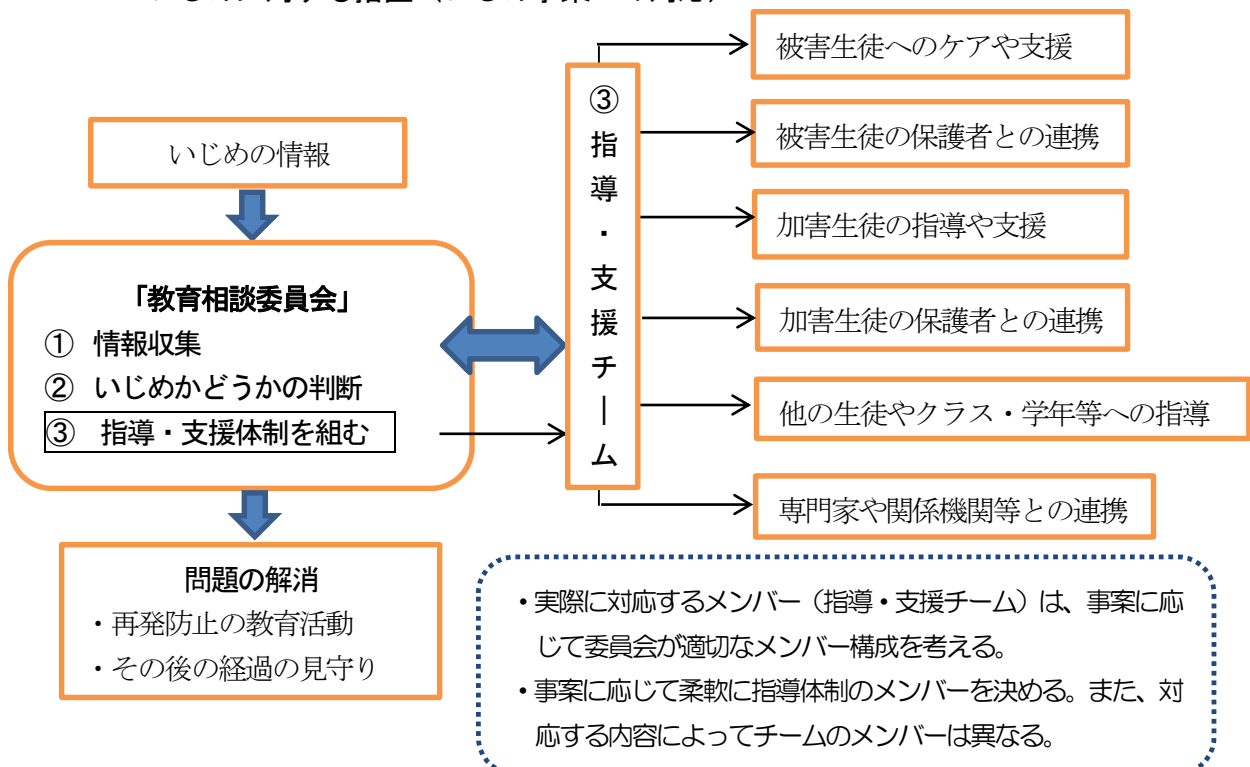 被害生徒へのケアや支援
③
指
導
・
支
援
チ
ー
ム
いじめの情報
被害生徒の保護者との連携
加害生徒の指導や支援
「教育相談委員会」
① 情報収集
② いじめかどうかの判断
③ 指導・支援体制を組む
加害生徒の保護者との連携
他の生徒やクラス・学年等への指導
専門家や関係機関等との連携
問題の解消
・再発防止の教育活動
・その後の経過の見守り
・実際に対応するメンバー（指導・支援チーム）は、事案に応
じて委員会が適切なメンバー構成を考える。
・事案に応じて柔軟に指導体制のメンバーを決める。また、対
応する内容によってチームのメンバーは異なる。